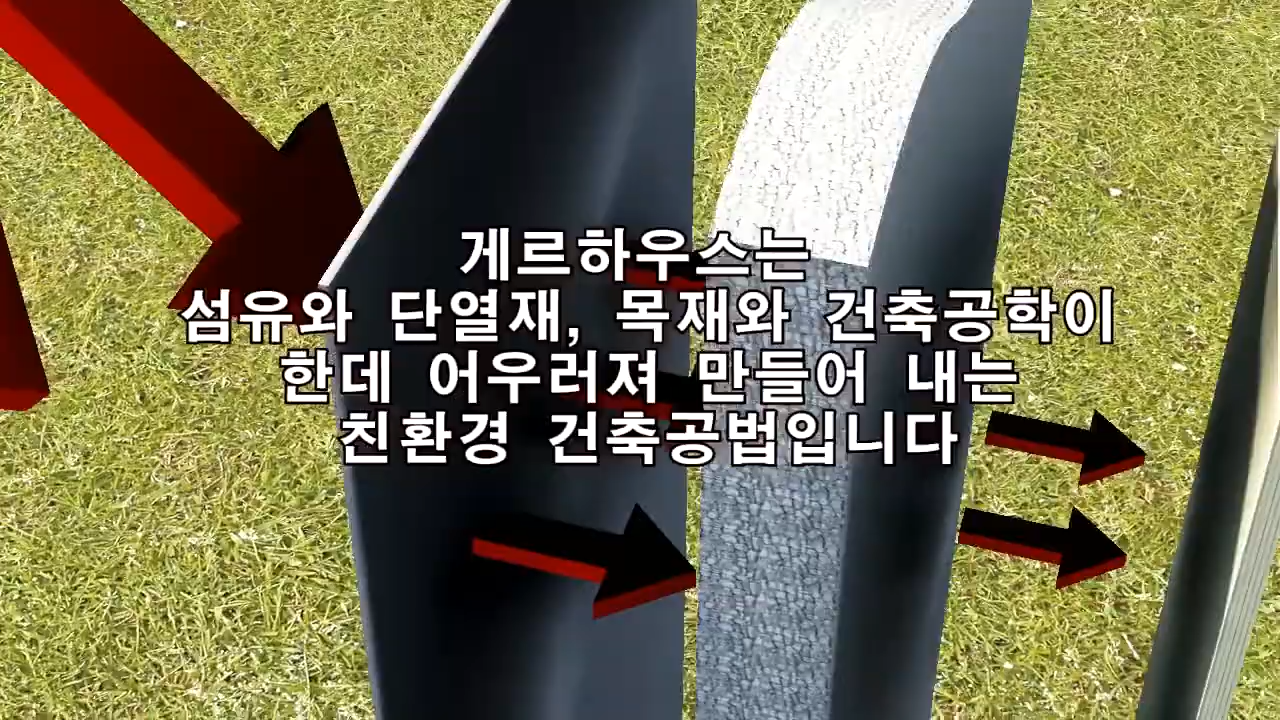 게르하우스는
섬유와 단열재, 목재와 건축공학이
한데 어우러져 만들어 내는
친환경 건축공법입니다